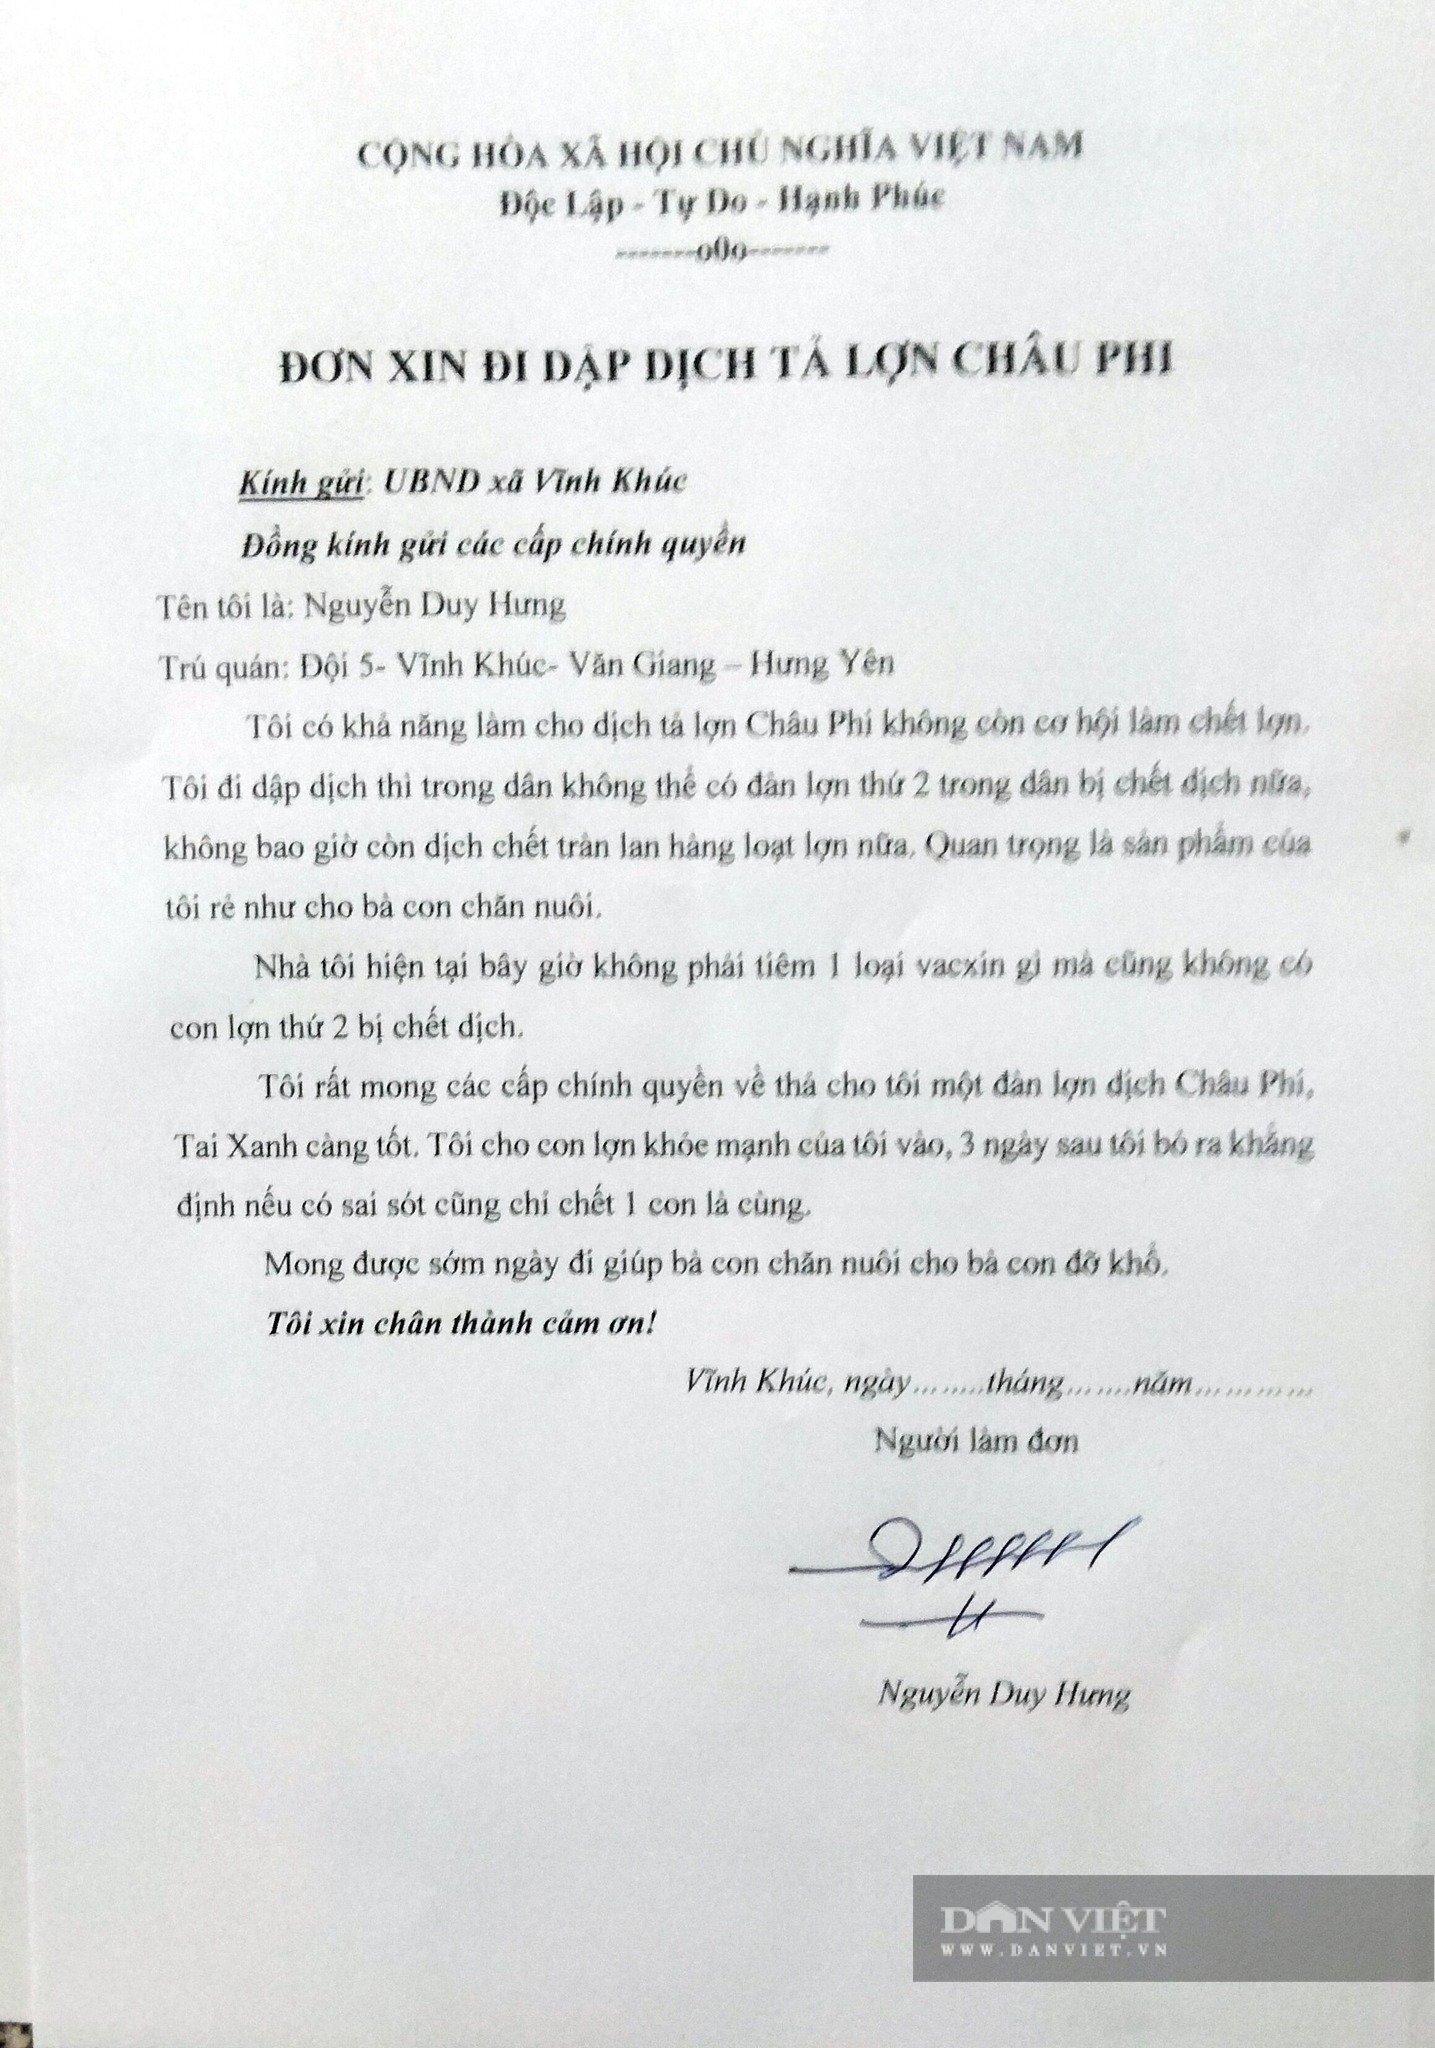 CỘNG HÒA XÃ HỘI CHỦ NGHĨA VIỆT NAM
Độc Lập - Tự Do - Hạnh Phúc
-------o0o-------
ĐƠN XIN ĐI DẬP DỊCH TẢ LỢN CHÂU PHI
Kính gửi: UBND xã Vĩnh Khúc
Đồng kính gửi các cấp chính quyền
Tên tôi là: Nguyễn Duy Hưng
Trú quán: Đội 5- Vĩnh Khúc- Văn Giang – Hưng Yên
Tôi có khả năng làm cho dịch tả lợn Châu Phi không còn cơ hội làm chết lợn.
Tôi đi dập dịch thì trong dân không thể có đàn lợn thứ 2 trong dân bị chết dịch nữa,
không bao giờ còn dịch chết tràn lan hàng loạt lợn nữa. Quan trọng là sản phẩm của
tôi rẻ như cho bà con chăn nuôi.
Nhà tôi hiện tại bây giờ không phải tiêm 1 loại vacxin gì mà cũng không có
con lợn thứ 2 bị chết dịch.
Tôi rất mong các cấp chính quyền về thả cho tôi một đàn lợn dịch Châu Phi,
Tai Xanh càng tốt. Tôi cho con lợn khỏe mạnh của tôi vào, 3 ngày sau tôi bỏ ra khẳng
định nếu có sai sót cũng chỉ chết 1 con là cùng.
Mong được sớm ngày đi giúp bà con chăn nuôi cho bà con đỡ khổ.
Tôi xin chân thành cảm ơn!
Vĩnh Khúc, ngày........tháng.......năm............
Người làm đơn
Nguyễn Duy Hưng
DÂN VIỆT
WWW.DANVIET.VN